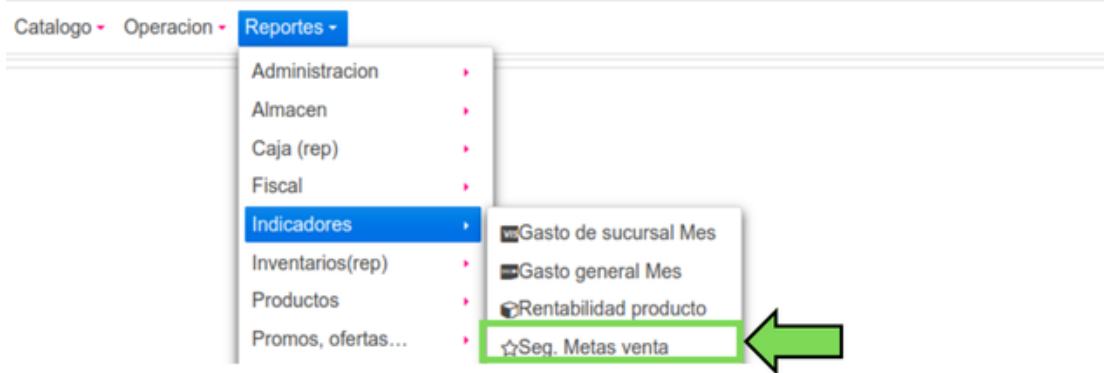 Catalogo Operacion Reportes
Administracion
Almacen
Caja (rep)
Fiscal
Indicadores
Inventarios(rep)
Productos
Promos, ofertas...
Gasto de sucursal Mes
Gasto general Mes
Rentabilidad producto
Seg. Metas venta